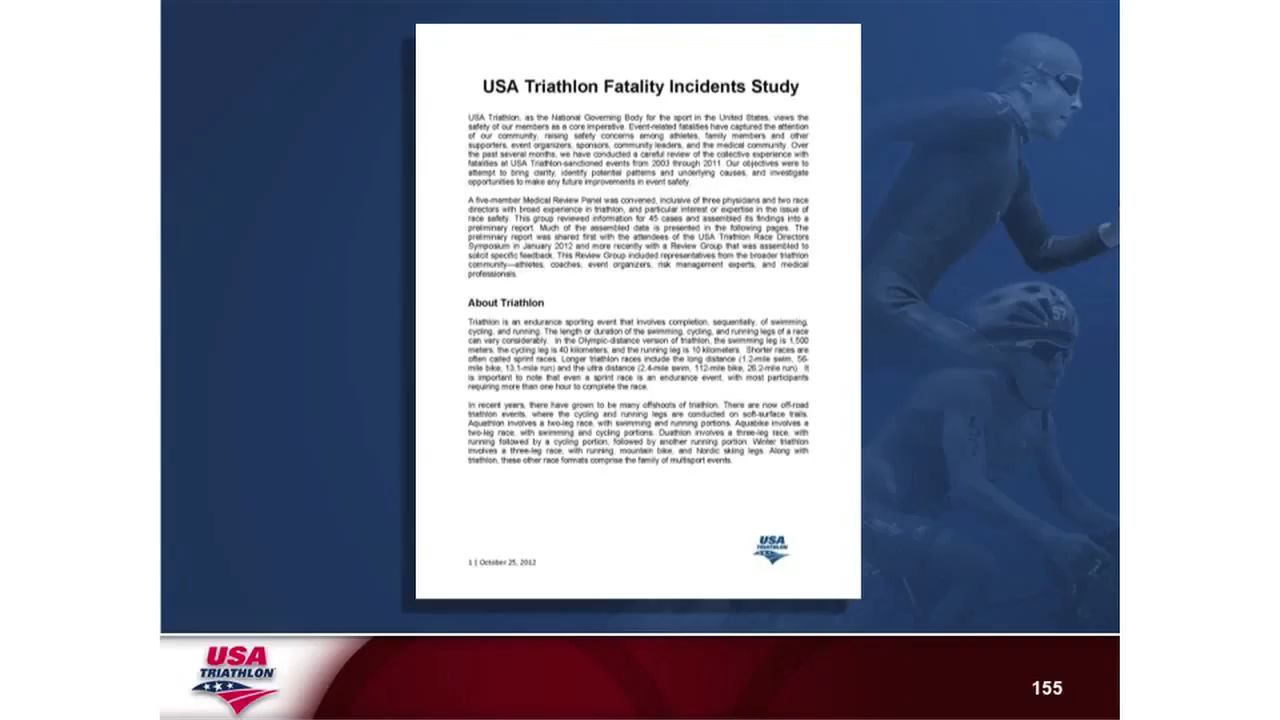 USA Triathlon Fatality Incidents Study
USA Triathlon, as the National Governing Body for the sport in the United States, views the
safety of our members as a core imperative. Event-related fatalities have captured the attention
of our community, raising safety concerns among athletes, family members and other
supporters, event organizers, sponsors, community leaders, and the medical community. Over
the past several months, we have conducted a careful review of the collective experience with
fatalities at USA Triathlon-sanctioned events from 2003 through 2011. Our objectives were to
attempt to bring clarity, identify potential patterns and underlying causes, and investigate
opportunities to make any future improvements in event safety.
A five-member Medical Review Panel was convened, inclusive of three physicians and two race
directors with broad experience in triathlon, and particular interest or expertise in the issue of
race safety. This group reviewed information for 45 cases and assembled its findings into a
preliminary report. Much of the assembled data is presented in the following pages. The
preliminary report was shared first with the attendees of the USA Triathlon Race Directors
Symposium in January 2012 and more recently with a Review Group that was assembled to
solicit specific feedback. This Review Group included representatives from the broader triathlon
community—athletes, coaches, event organizers, risk management experts, and medical
professionals.
About Triathlon
Triathlon is an endurance sporting event that involves completion, sequentially, of swimming,
cycling, and running. The length or duration of the swimming, cycling, and running legs of a race
can vary considerably. In the Olympic-distance version of triathlon, the swimming leg is 1,500
meters, the cycling leg is 40 kilometers, and the running leg is 10 kilometers. Shorter races are
often called sprint races. Longer triathlon races include the long distance (1.2-mile swim, 56-
mile bike, 13.1-mile run) and the ultra distance (2.4-mile swim, 112-mile bike, 26.2-mile run). It
is important to note that even a sprint race is an endurance event, with most participants
requiring more than one hour to complete the race.
In recent years, there have grown to be many offshoots of triathlon. There are now off-road
triathlon events, where the cycling and running legs are conducted on soft-surface trails.
Aquathlon involves a two-leg race, with swimming and running portions. Aquabike involves a
two-leg race, with swimming and cycling portions. Duathlon involves a three-leg race, with
running followed by a cycling portion, followed by another running portion. Winter triathlon
involves a three-leg race, with running, mountain bike, and Nordic skiing legs. Along with
triathlon, these other race formats comprise the family of multisport events.
USA
TRIATHLON
1 | October 25, 2012
57
USA
TRIATHLON
155